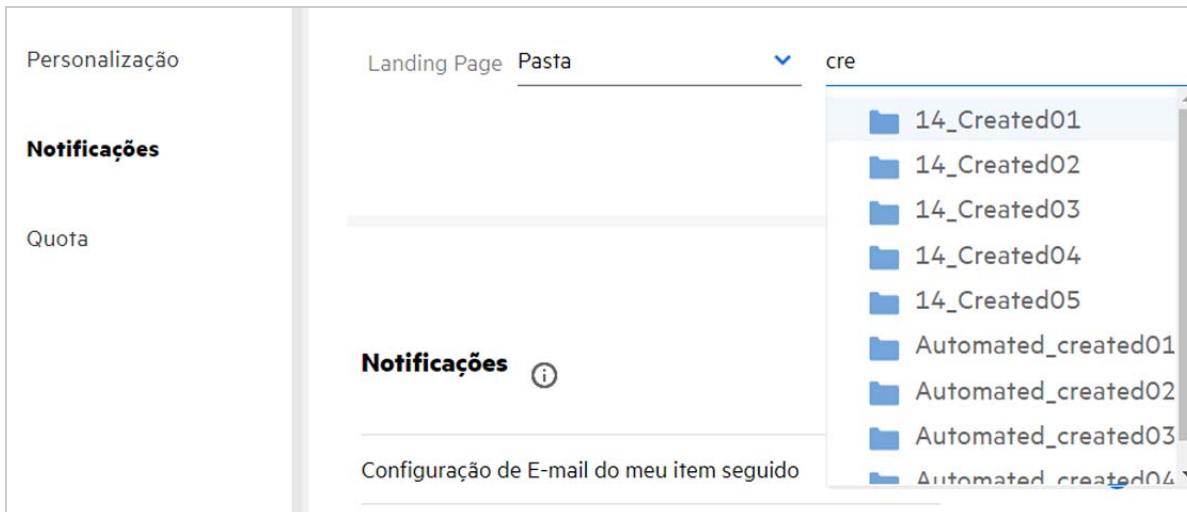 Personalização
Notificações
Quota
Landing Page Pasta cre
14_Created01
14_Created02
14_Created03
14_Created04
14_Created05
Automated_created01
Automated_created02
Automated_created03
Automated_created04
Notificações
Configuração de E-mail do meu item seguido